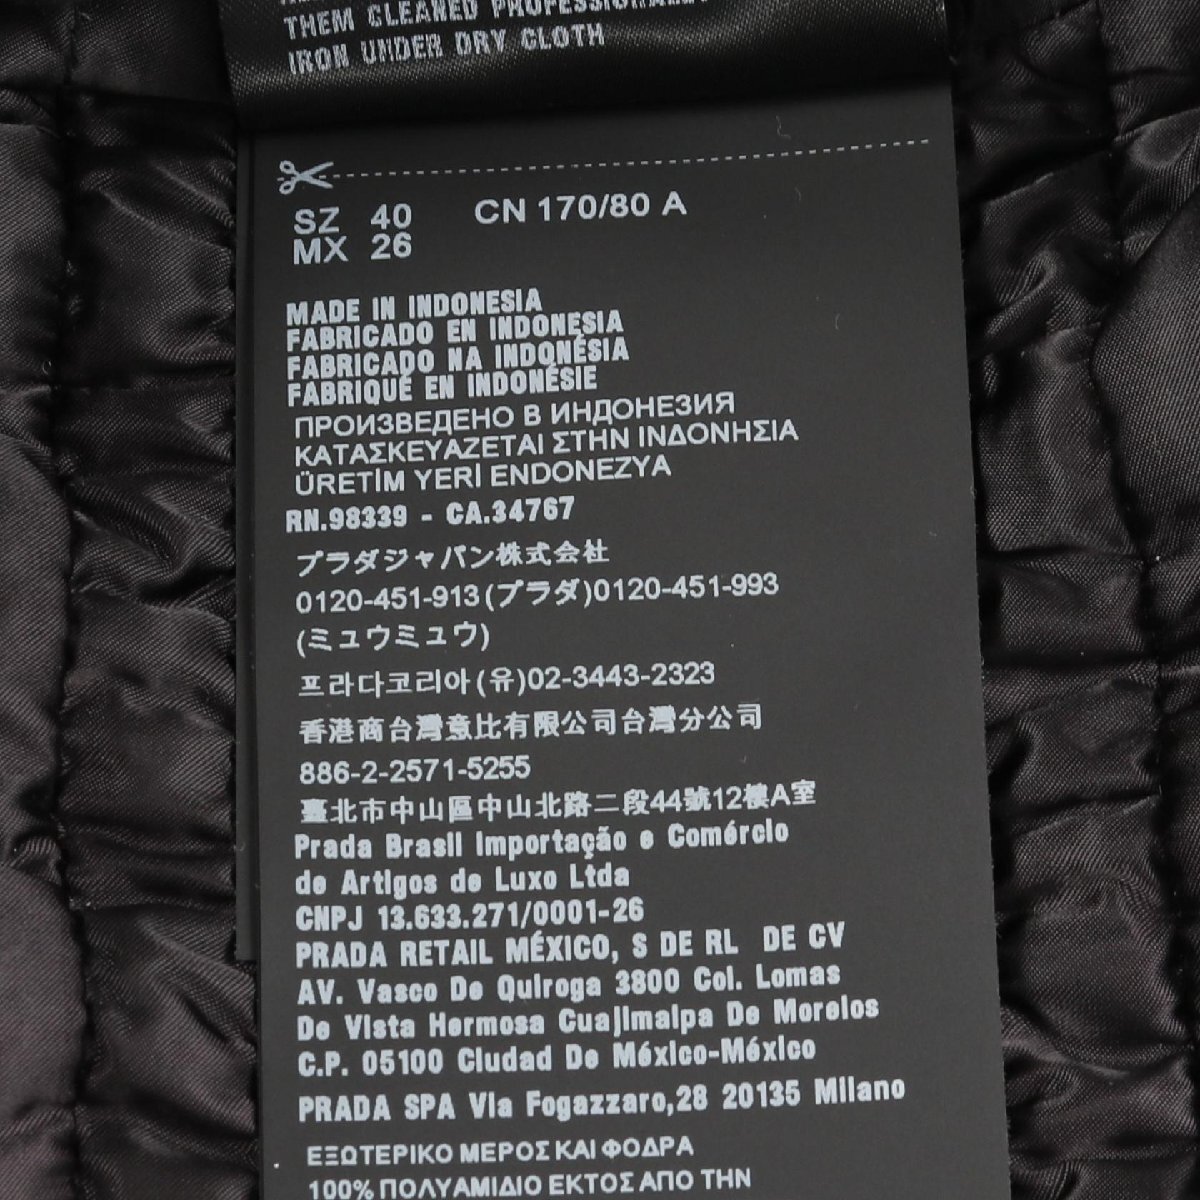 THEM CLEANED PROFESSIONALLY
IRON UNDER DRY CLOTH
SZ 40 CN 170/80 A
MX 26
MADE IN INDONESIA
FABRICADO EN INDONESIA
FABRICADO NA INDONÉSIA
FABRIQUÉ EN INDONÉSIE
ПРОИЗВЕДЕНО В ИНДОНЕЗИЯ
ΚΑΤΑΣΚΕΥΑΖΕΤΑΙ ΣΤΗΝ ΙΝΔΟΝΗΣΙΑ
ÜRETİM YERİ ENDONEZYA
RN.98339 - CA.34767
プラダジャパン株式会社
0120-451-913(プラダ)0120-451-993
(ミュウミュウ)
프라다코리아(유)02-3443-2323
香港商台灣意比有限公司台灣分公司
886-2-2571-5255
臺北市中山區中山北路二段44號12樓A室
Prada Brasil Importação e Comércio
de Artigos de Luxo Ltda
CNPJ 13.633.271/0001-26
PRADA RETAIL MÉXICO, S DE RL DE CV
AV. Vasco De Quiroga 3800 Col. Lomas
De Vista Hermosa Cuajimalpa De Morelos
C.P. 05100 Ciudad De México-México
PRADA SPA Via Fogazzaro,28 20135 Milano
ΕΞΩΤΕΡΙΚΟ ΜΕΡΟΣ ΚΑΙ ΦΟΔΡΑ
100% ΠΟΛΥΑΜΙΔΙΟ ΕΚΤΟΣ ΑΠΟ ΤΗΝ